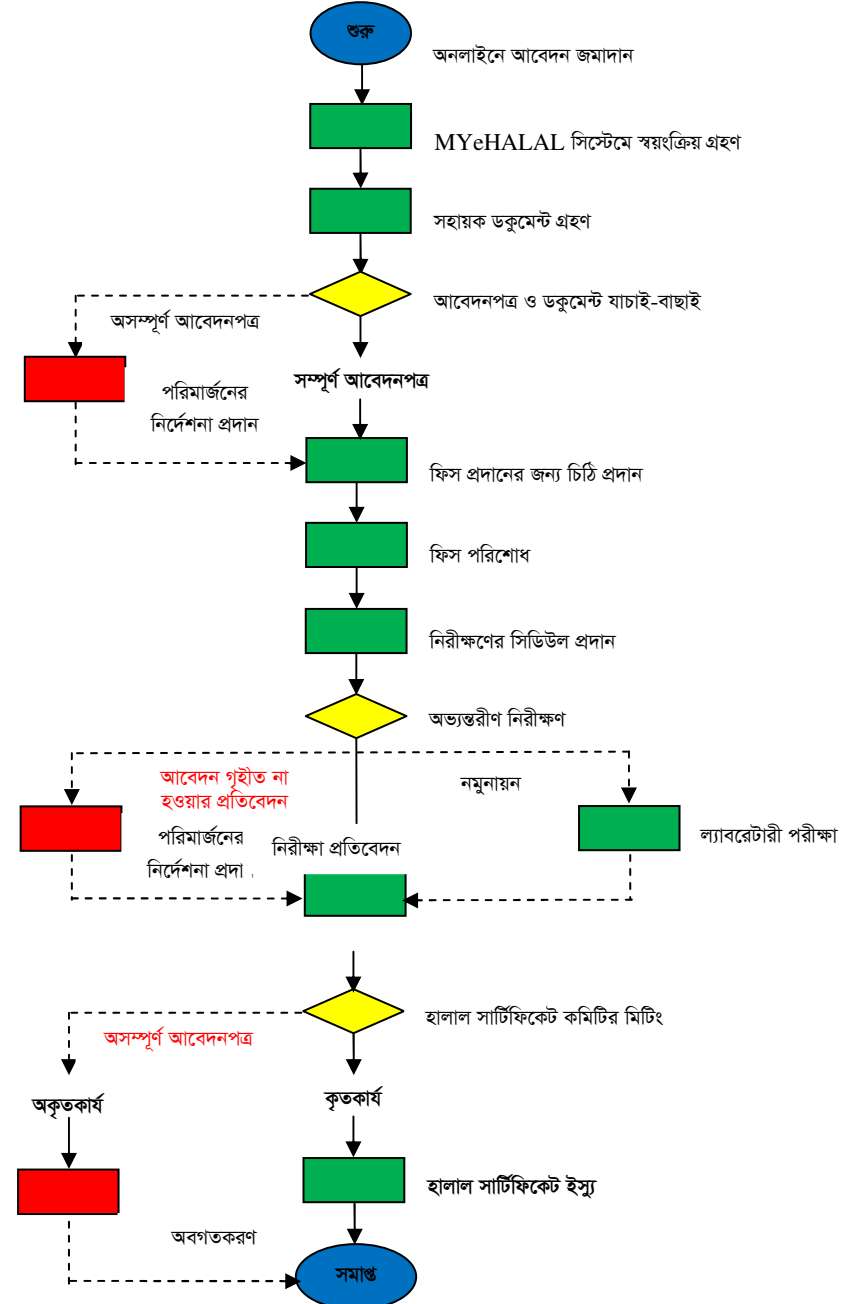 শুরু
অনলাইনে আবেদন জমাদান
MYeHALAL সিস্টেমে স্বয়ংক্রিয় গ্রহণ
সহায়ক ডকুমেন্ট গ্রহণ
আবেদনপত্র ও ডকুমেন্ট যাচাই-বাছাই
অসম্পূর্ণ আবেদনপত্র
সম্পূর্ণ আবেদনপত্র
পরিমার্জনের
নির্দেশনা প্রদান
ফিস প্রদানের জন্য চিঠি প্রদান
ফিস পরিশোধ
নিরীক্ষণের সিডিউল প্রদান
অভ্যন্তরীণ নিরীক্ষণ
আবেদন গৃহীত না
হওয়ার প্রতিবেদন
নমুনায়ন
পরিমার্জনের
নির্দেশনা প্রদা
নিরীক্ষা প্রতিবেদন
ল্যাবরেটারী পরীক্ষা
হালাল সার্টিফিকেট কমিটির মিটিং
অসম্পূর্ণ আবেদনপত্র
অকৃতকার্য
কৃতকার্য
হালাল সার্টিফিকেট ইস্যু
অবগতকরণ
সমাপ্ত